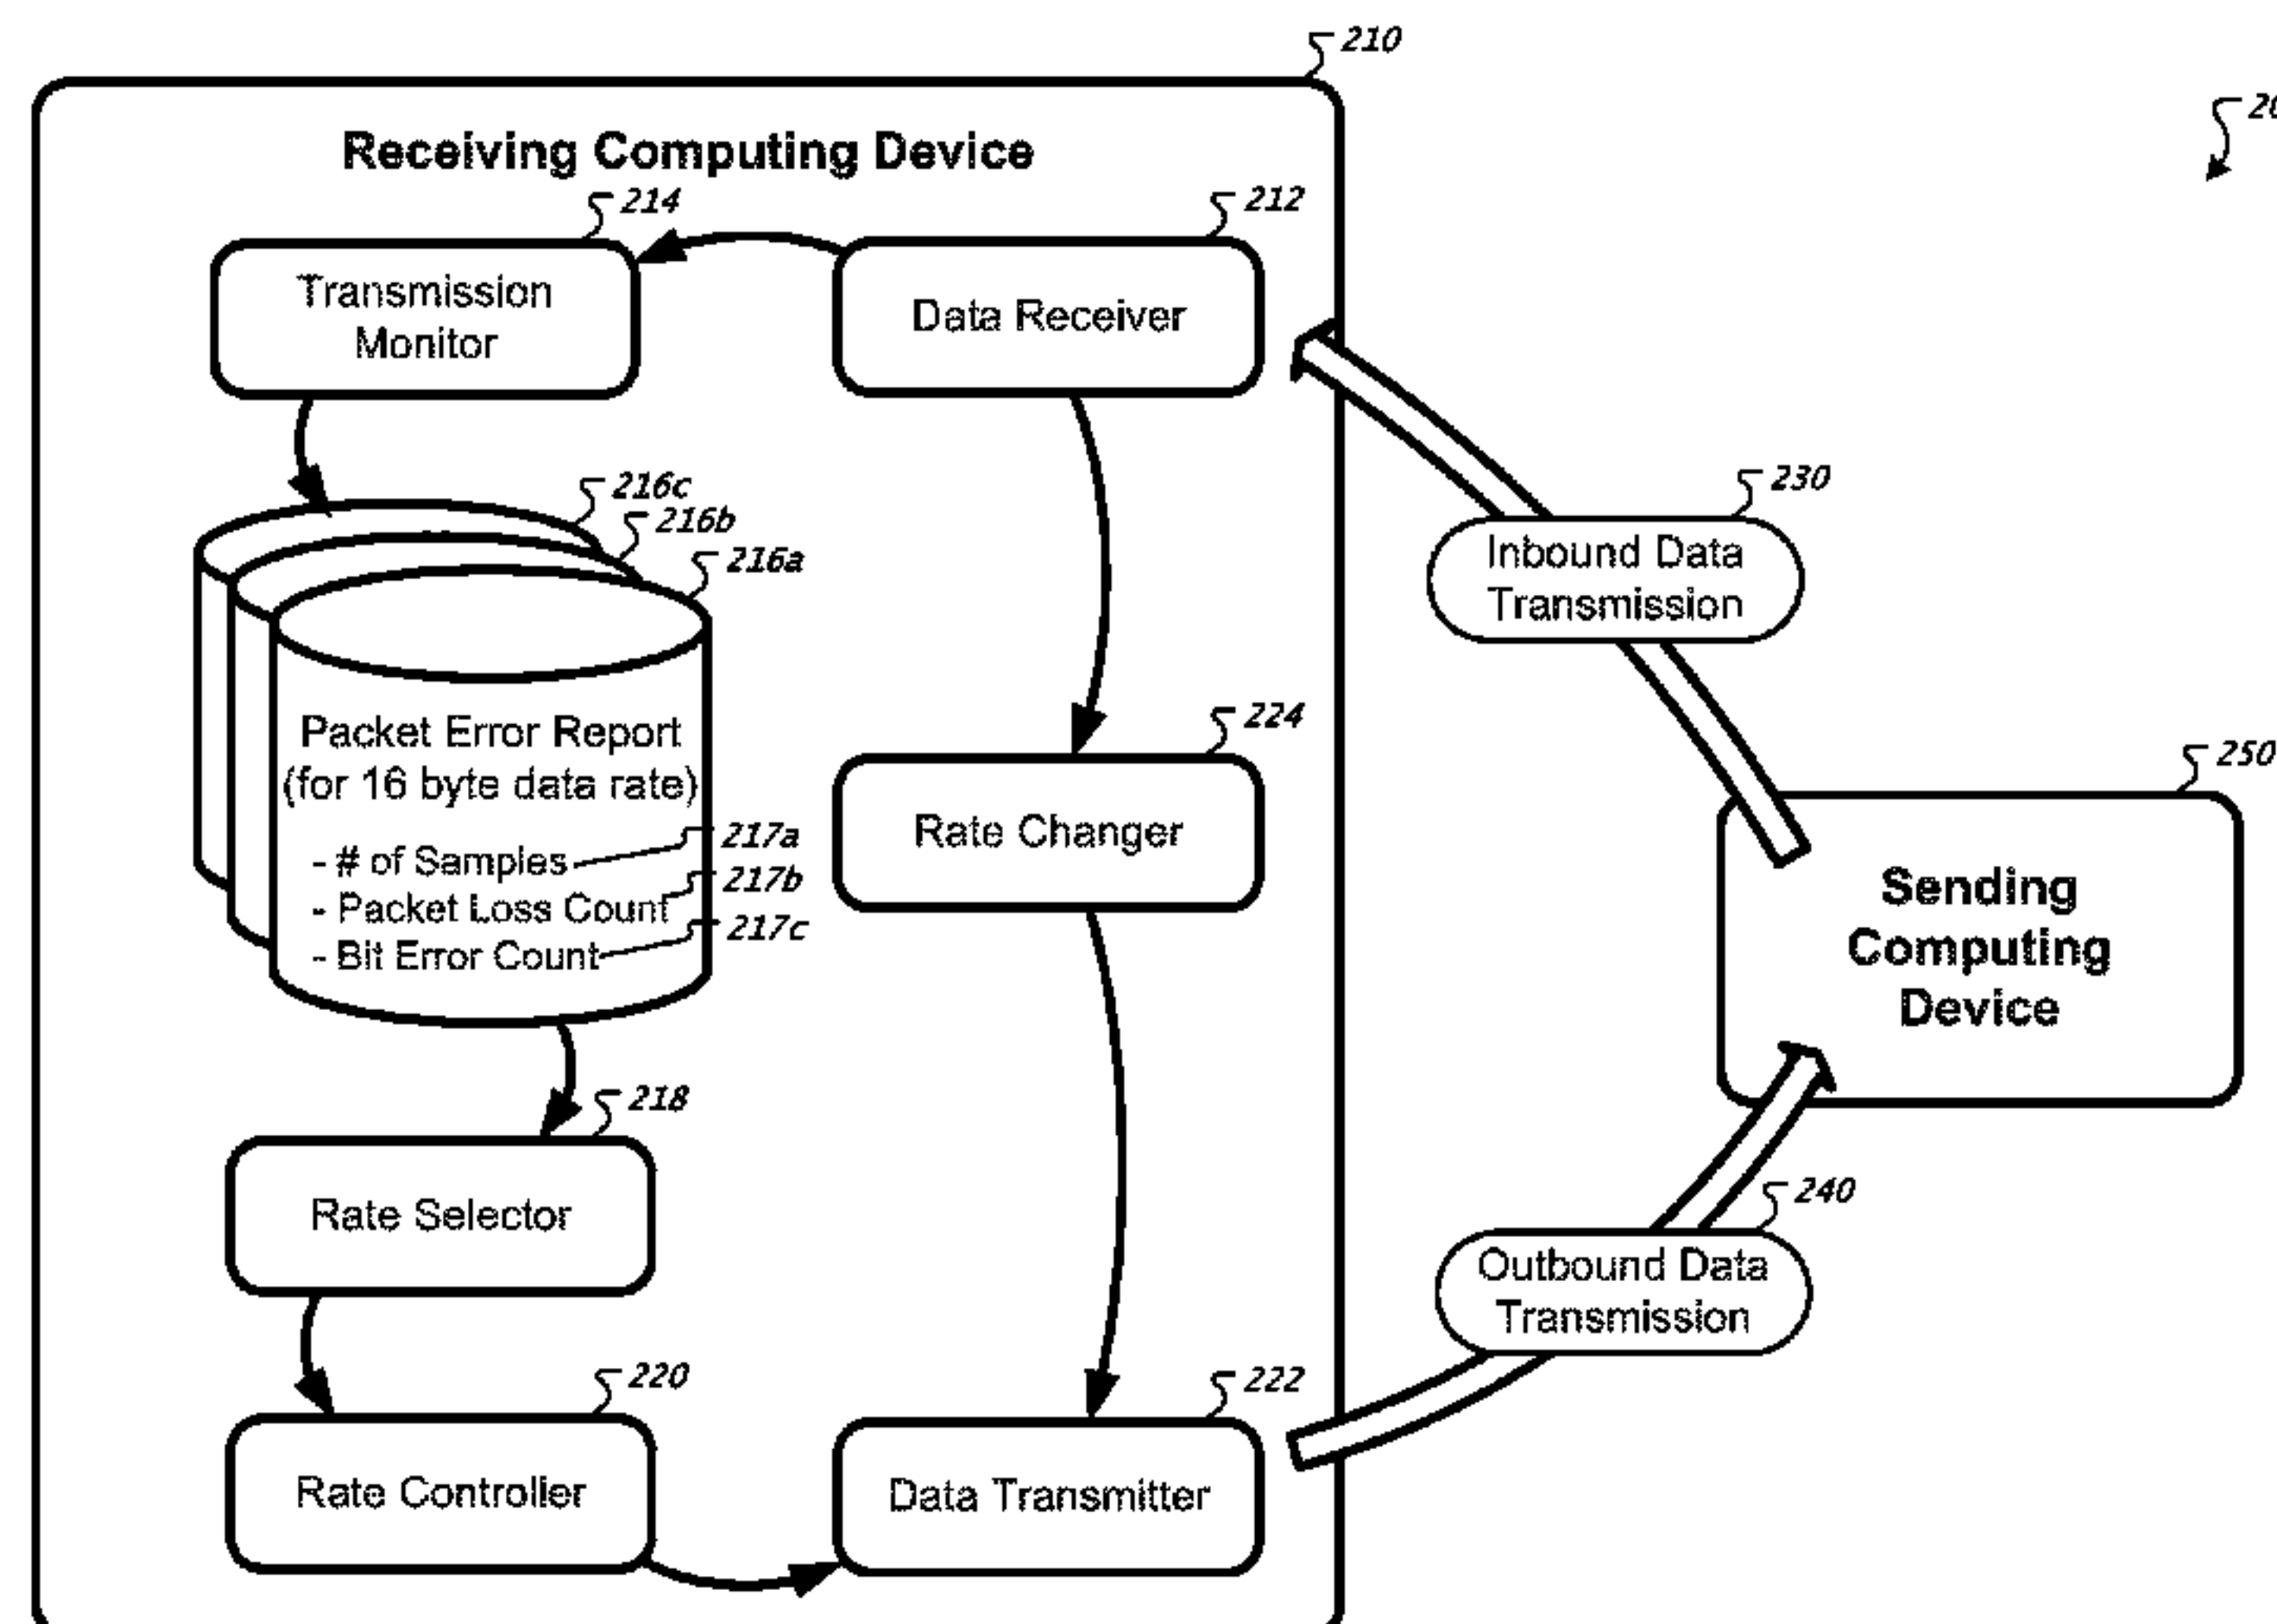 210
Receiving Computing Device
214
212
Transmission
Monitor
Data Receiver
216c
216b
216a
230
Inbound Data
Transmission
Packet Error Report
(for 16 byte data rate)
- # of Samples
217a
- Packet Loss Count
217b
- Bit Error Count
217c
224
Rate Changer
250
Sending
Computing
Device
218
Rate Selector
240
Outbound Data
Transmission
220
Rate Controller
222
Data Transmitter